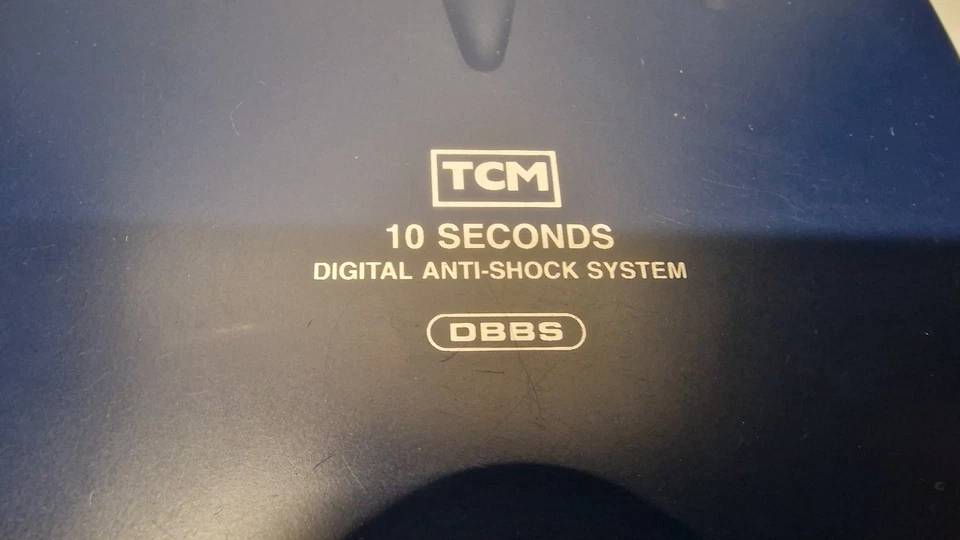 TCM
10 SECONDS
DIGITAL ANTI-SHOCK SYSTEM
DBBS